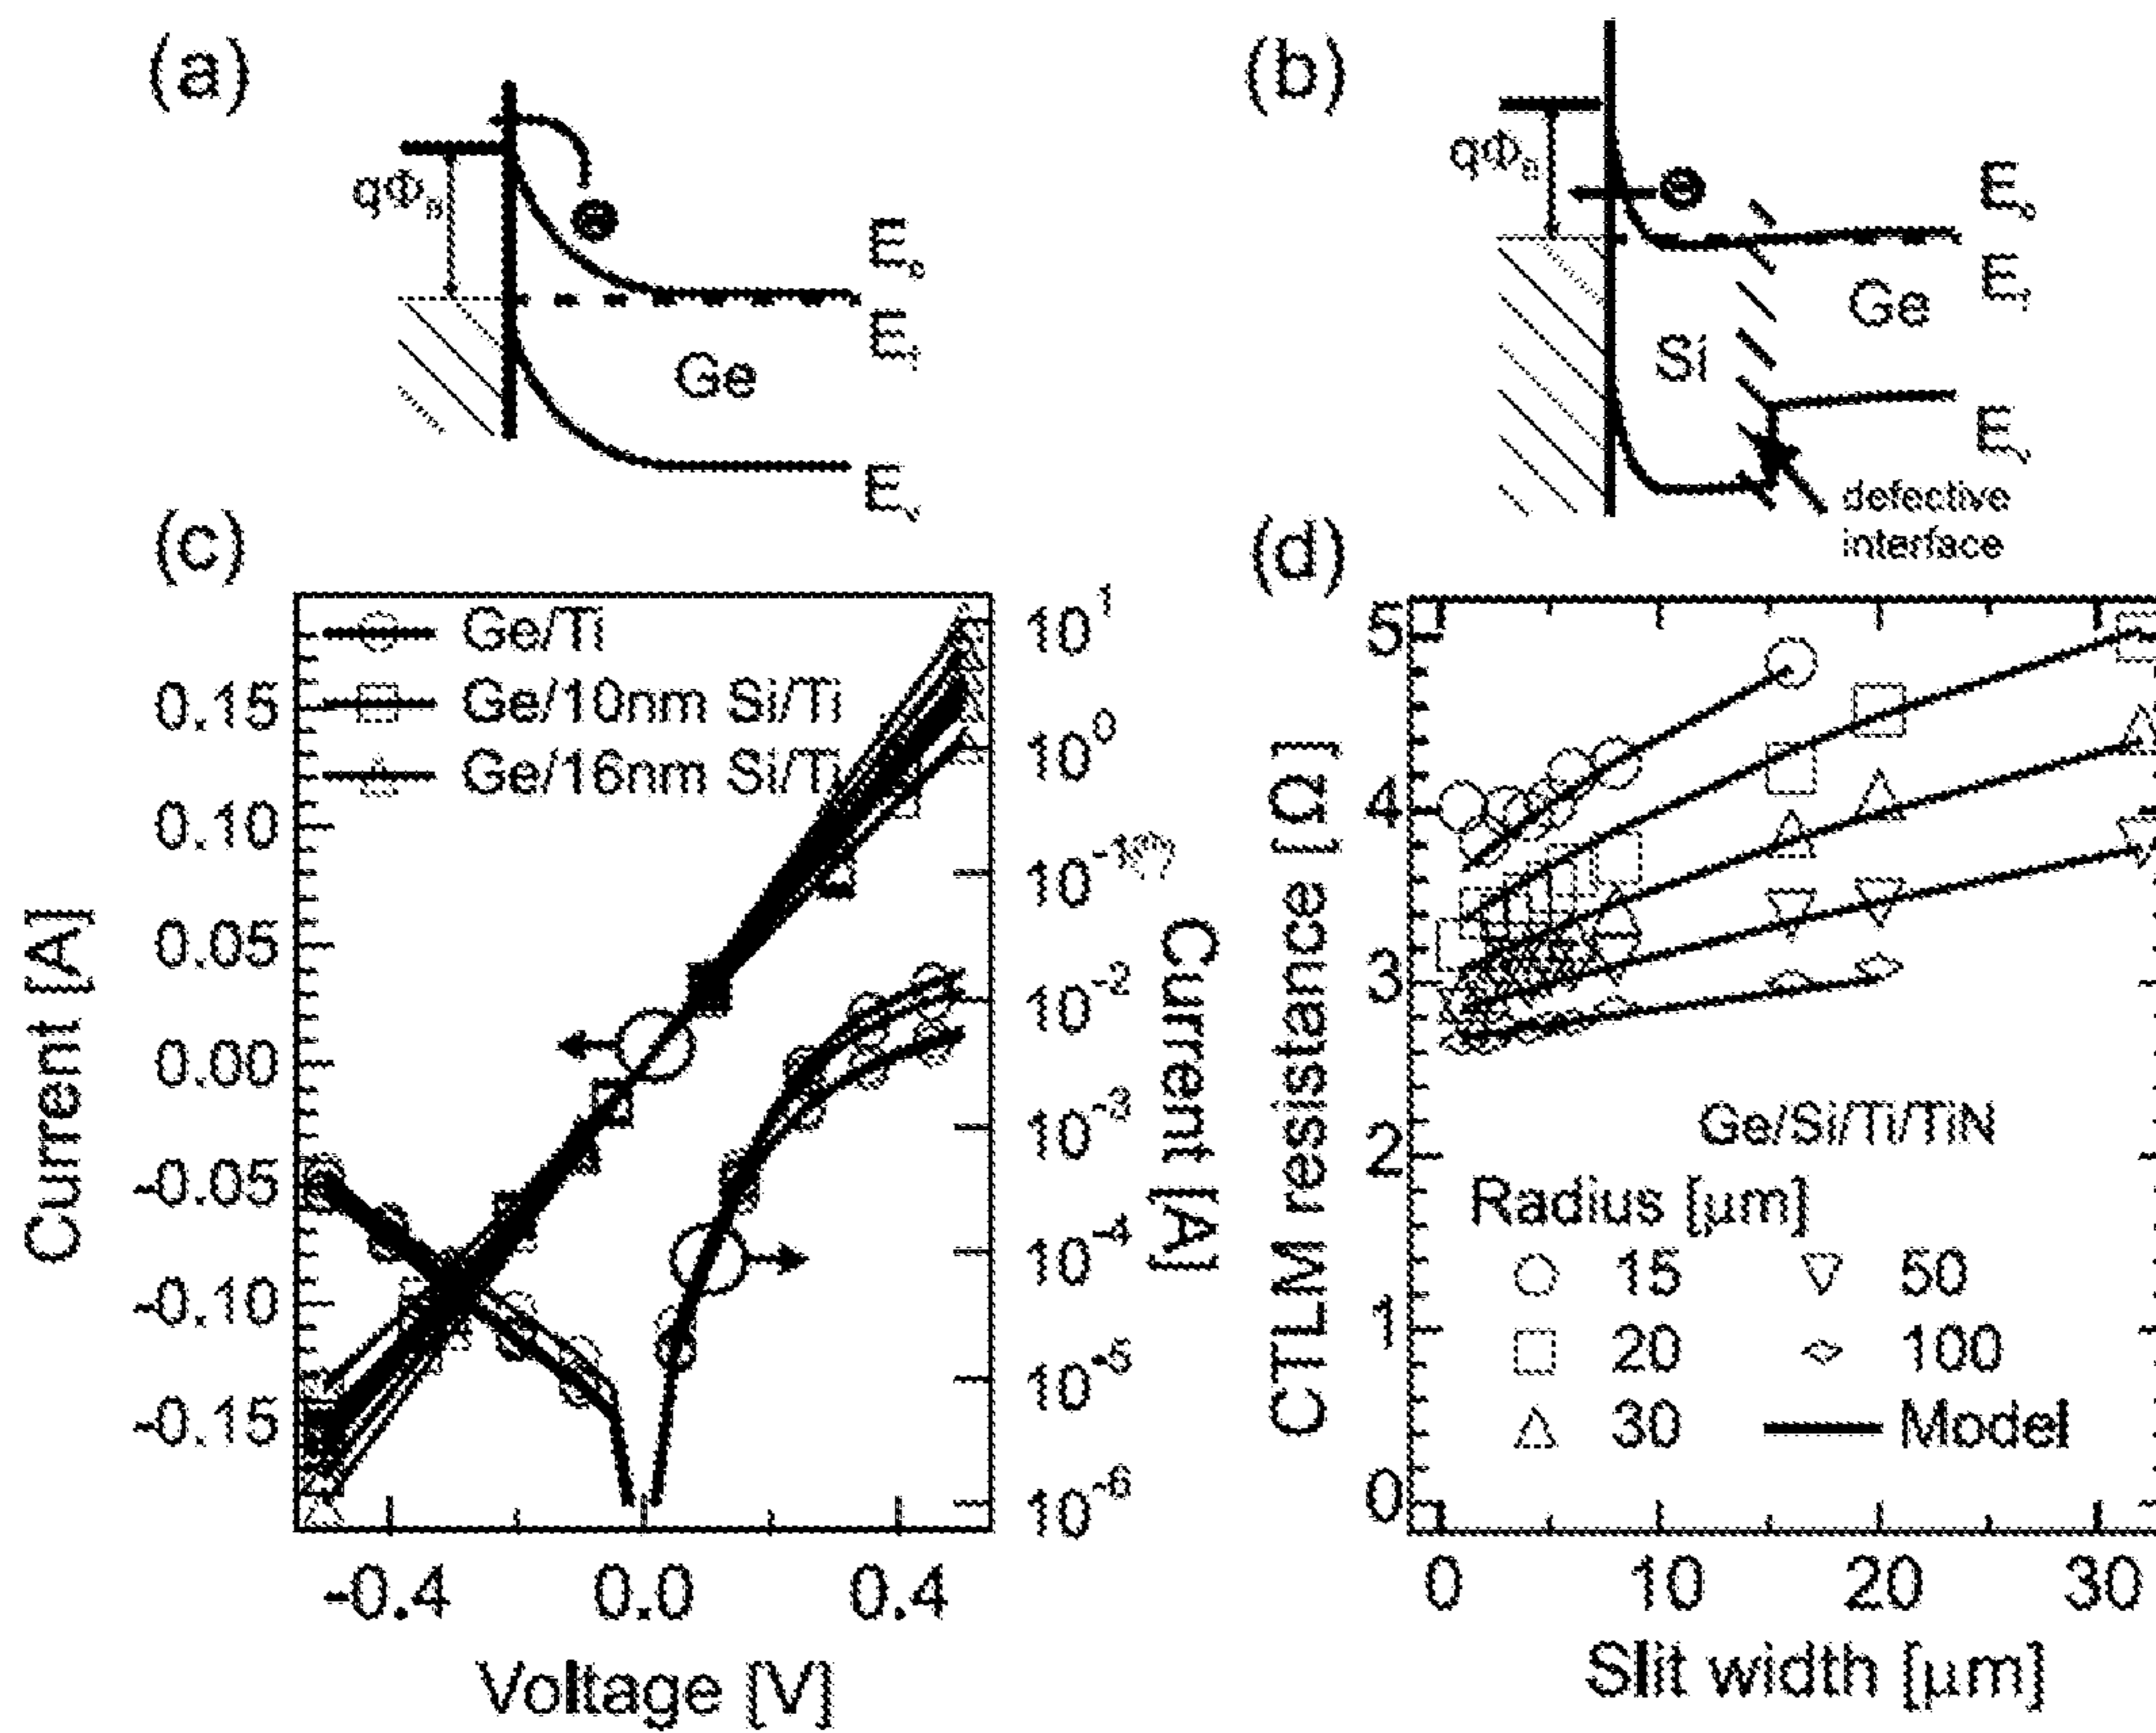 (a)
qΦB
Ec
Ef
Ge
Ev
(b)
qΦB
Ec
Ef
Ge
Si
Ev
defective
interface
(c)
Ge/Ti
Ge/10nm Si/Ti
Ge/16nm Si/Ti
Current [A]
0.15
0.10
0.05
0.00
-0.05
-0.10
-0.15
10^1
10^0
10^-1
10^-2
10^-3
10^-4
10^-5
10^-6
Current [A]
-0.4 0.0 0.4
Voltage [V]
(d)
CTLM resistance [Ω]
5
4
3
2
1
0
Ge/Si/Ti/TiN
Radius [µm]
15 50
20 100
30 Model
0 10 20 30
Slit width [µm]